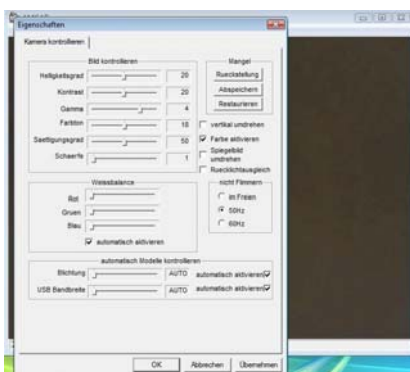 Eigenschaften
Kamera kontrollieren
Bild kontrollieren
Helligkeitsgrad 20
Kontrast 20
Gamma 4
Farbton 10
Saettigungsgrad 50
Schaerfe 1
Mangel
Rueckstellung
Abspeichern
Restaurieren
vertikal umdrehen
Farbe aktivieren
Spiegelbild
umdrehen
Ruecklichtausgleich
Weissbalance
Rot
Gruen
Blau
automatisch aktivieren
nicht Flimmern
im Freien
50Hz
60Hz
automatisch Modelle kontrollieren
Blichtung AUTO automatisch aktivieren
USB Bandbreite AUTO automatisch aktivieren
OK Abbrechen Übernehmen